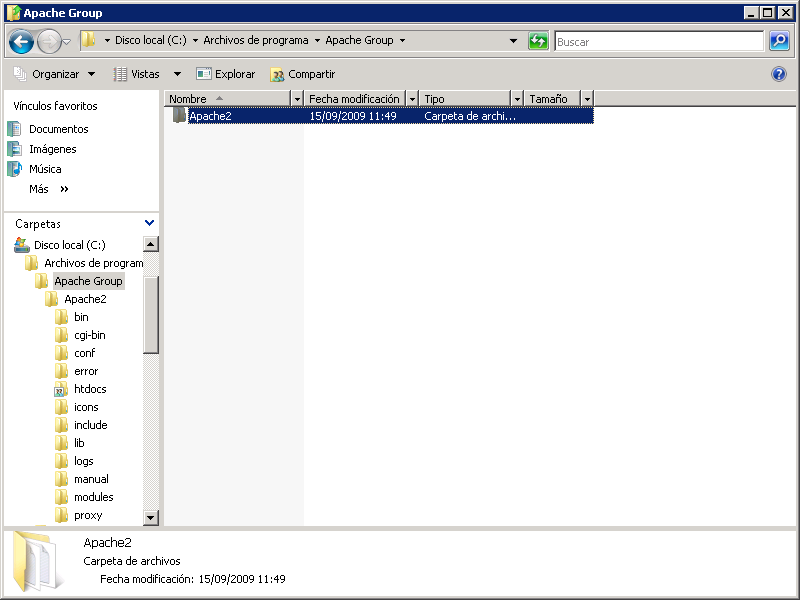 Apache Group
Disco local (C:) Archivos de programa Apache Group
Buscar
Organizar Vistas Explorar Compartir
Vínculos favoritos
Documentos
Imágenes
Música
Más »
Carpetas
Disco local (C:)
Archivos de program
Apache Group
Apache2
bin
cgi-bin
conf
error
htdocs
icons
include
lib
logs
manual
modules
proxy
Nombre Fecha modificación Tipo Tamaño
Apache2 15/09/2009 11:49 Carpeta de archi...
Apache2
Carpeta de archivos
Fecha modificación: 15/09/2009 11:49